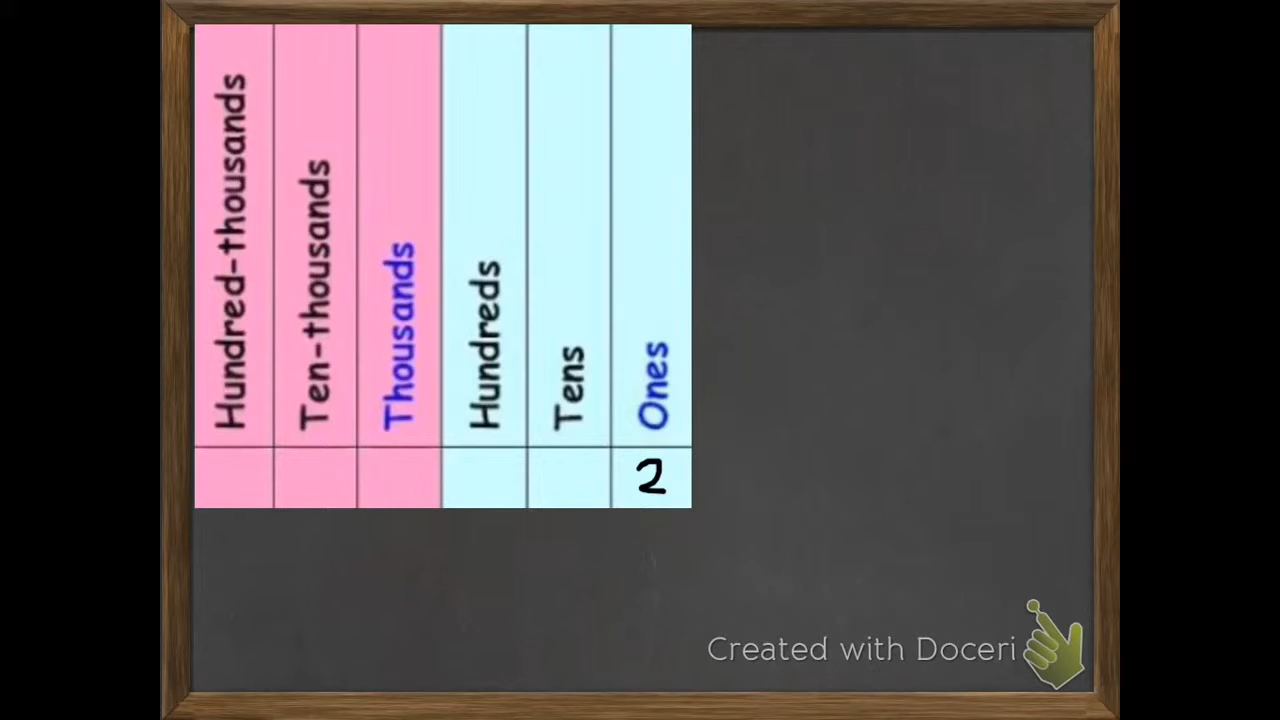 Hundred-thousands
Ten-thousands
Thousands
Hundreds
Tens
Ones
2
Created with Doceri